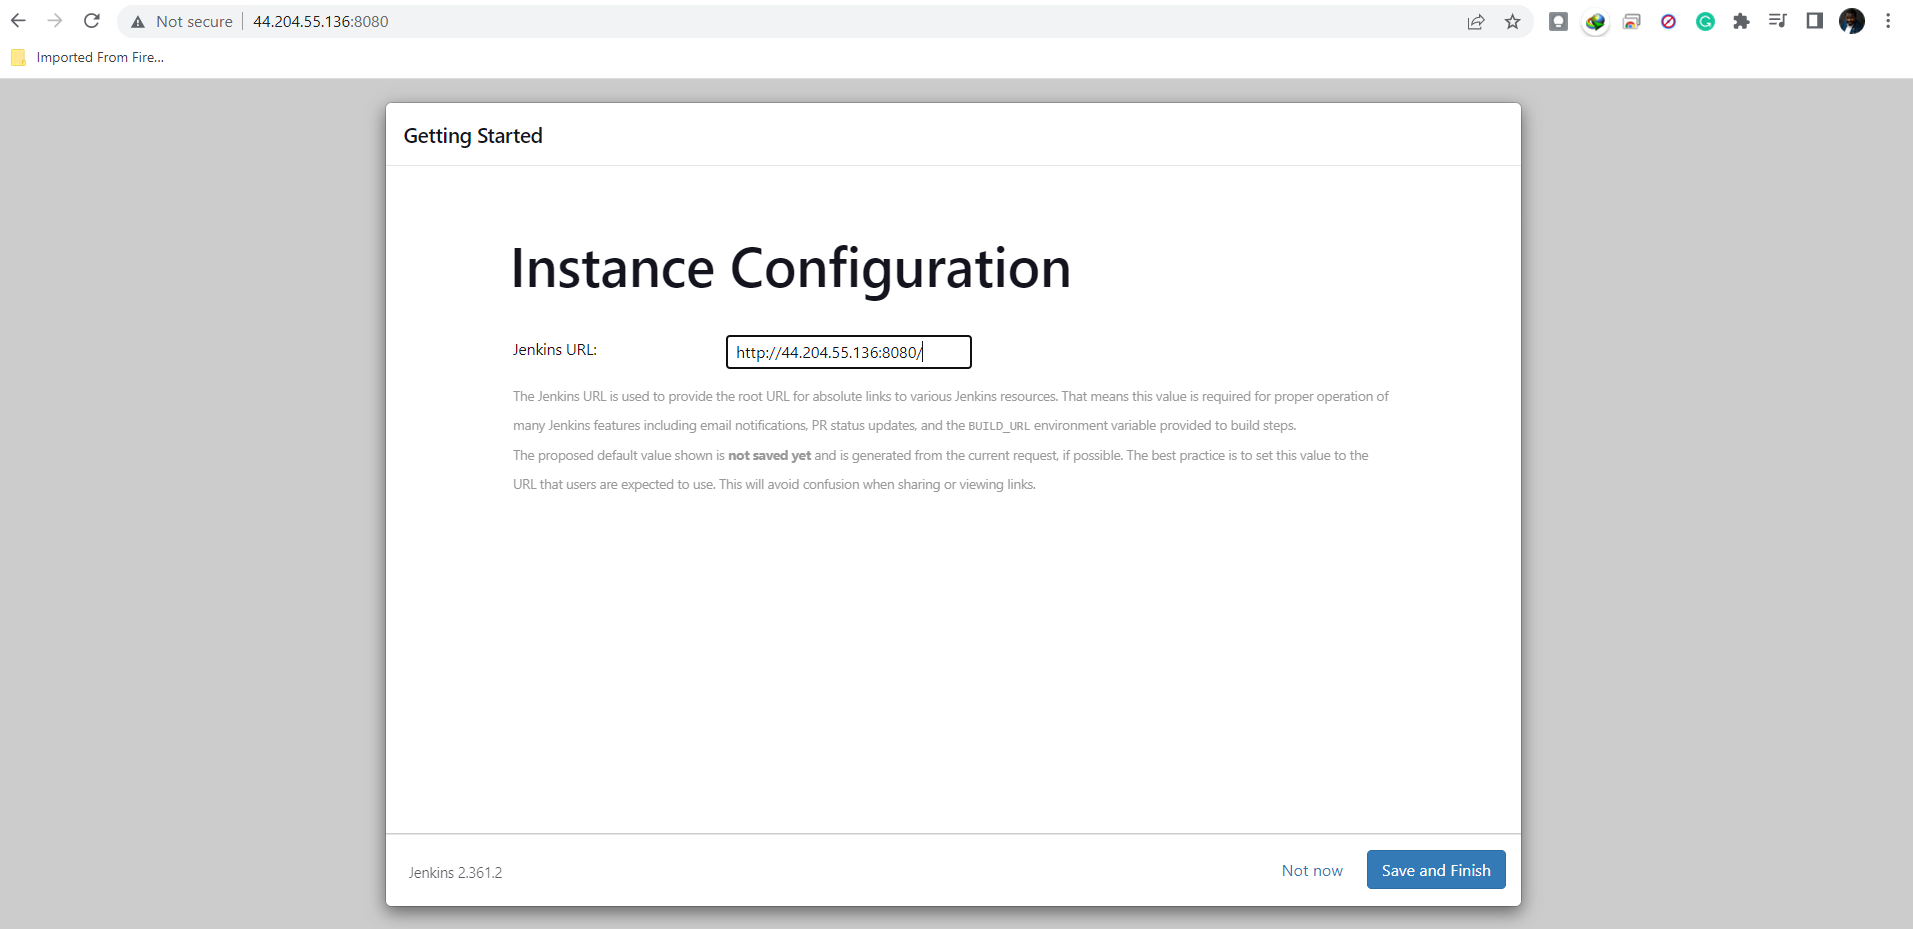 Not secure 44.204.55.136:8080
Imported From Fire...
Getting Started
Instance Configuration
Jenkins URL: http://44.204.55.136:8080/
The Jenkins URL is used to provide the root URL for absolute links to various Jenkins resources. That means this value is required for proper operation of
many Jenkins features including email notifications, PR status updates, and the BUILD_URL environment variable provided to build steps.
The proposed default value shown is not saved yet and is generated from the current request, if possible. The best practice is to set this value to the
URL that users are expected to use. This will avoid confusion when sharing or viewing links.
Jenkins 2.361.2 Not now Save and Finish